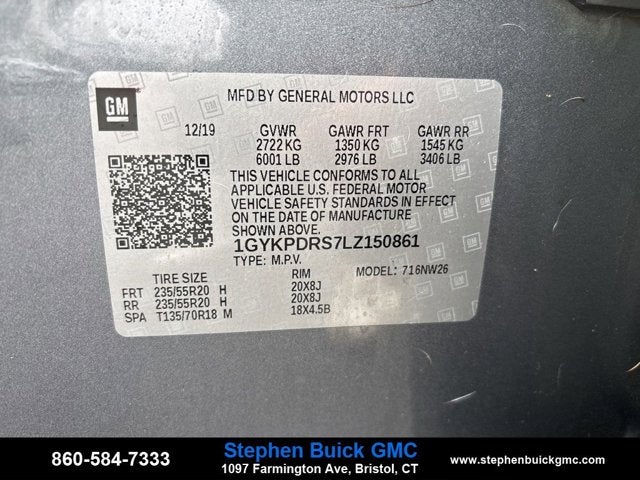 GM
MFD BY GENERAL MOTORS LLC
12/19 GVWR GAWR FRT GAWR RR
2722 KG 1350 KG 1545 KG
6001 LB 2976 LB 3406 LB
THIS VEHICLE CONFORMS TO ALL
APPLICABLE U.S. FEDERAL MOTOR
VEHICLE SAFETY STANDARDS IN EFFECT
ON THE DATE OF MANUFACTURE
SHOWN ABOVE.
1GYKPDRS7LZ150861
TYPE: M.P.V. MODEL: 716NW26
TIRE SIZE RIM
FRT 235/55R20 H 20X8J
RR 235/55R20 H 20X8J
SPA T135/70R18 M 18X4.5B
860-584-7333
Stephen Buick GMC
1097 Farmington Ave, Bristol, CT
www.stephenbuickgmc.com